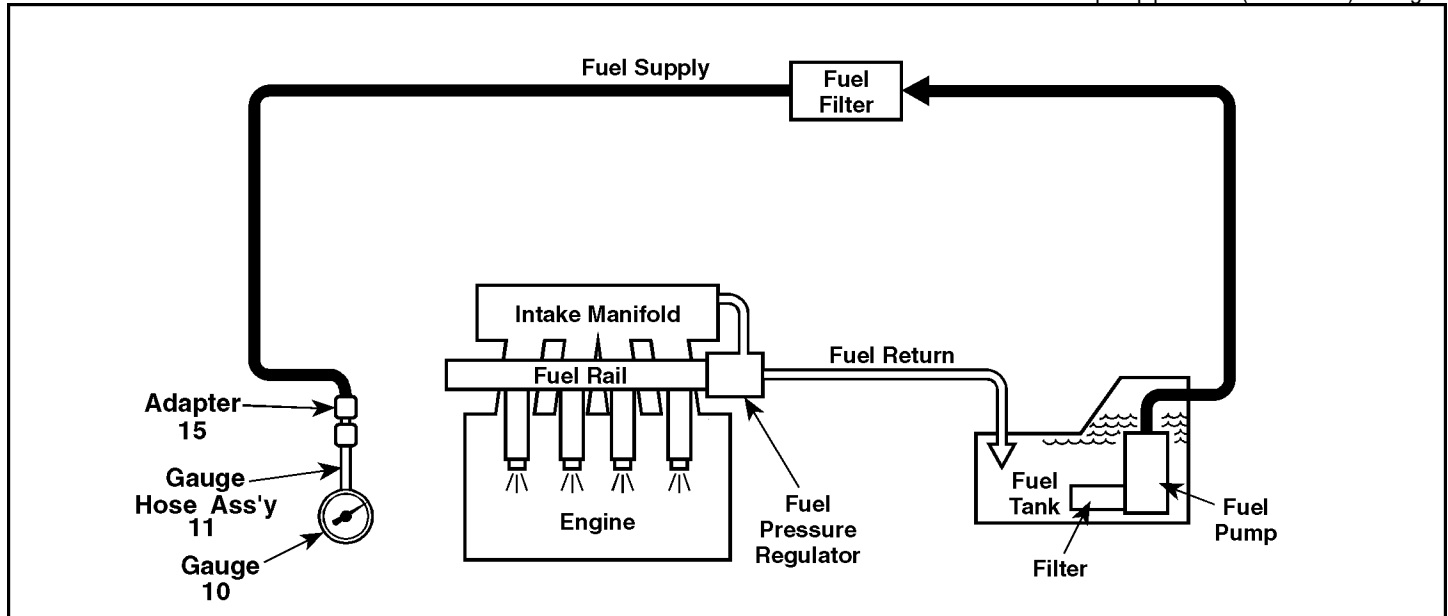 Fuel Supply
Fuel
Filter
Intake Manifold
Fuel Rail
Fuel Return
Adapter
15
Gauge
Hose Ass'y
11
Gauge
10
Engine
Fuel
Pressure
Regulator
Fuel
Tank
Filter
Fuel
Pump